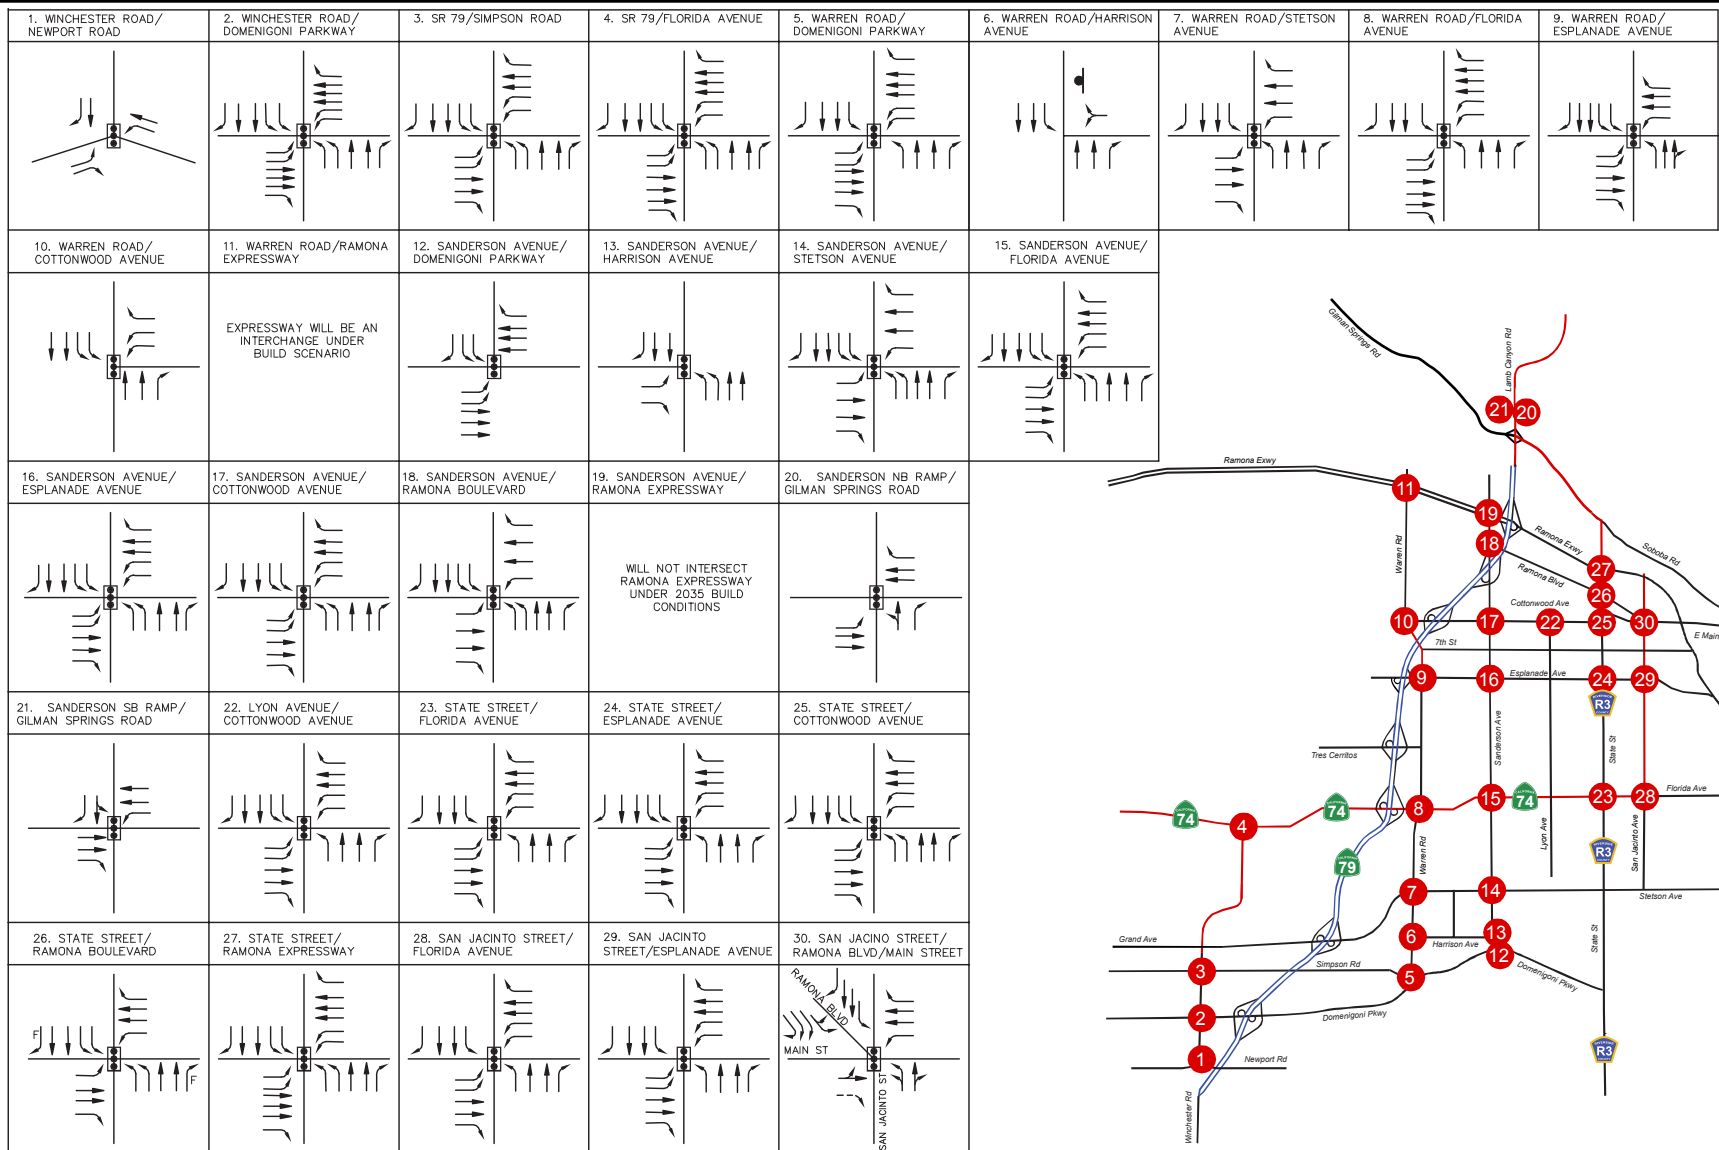 1. WINCHESTER ROAD/
NEWPORT ROAD
2. WINCHESTER ROAD/
DOMENIGONI PARKWAY
3. SR 79/SIMPSON ROAD
4. SR 79/FLORIDA AVENUE
5. WARREN ROAD/
DOMENIGONI PARKWAY
6. WARREN ROAD/HARRISON
AVENUE
7. WARREN ROAD/STETSON
AVENUE
8. WARREN ROAD/FLORIDA
AVENUE
9. WARREN ROAD/
ESPLANADE AVENUE
10. WARREN ROAD/
COTTONWOOD AVENUE
11. WARREN ROAD/RAMONA
EXPRESSWAY
EXPRESSWAY WILL BE AN
INTERCHANGE UNDER
BUILD SCENARIO
12. SANDERSON AVENUE/
DOMENIGONI PARKWAY
13. SANDERSON AVENUE/
HARRISON AVENUE
14. SANDERSON AVENUE/
STETSON AVENUE
15. SANDERSON AVENUE/
FLORIDA AVENUE
16. SANDERSON AVENUE/
ESPLANADE AVENUE
17. SANDERSON AVENUE/
COTTONWOOD AVENUE
18. SANDERSON AVENUE/
RAMONA BOULEVARD
19. SANDERSON AVENUE/
RAMONA EXPRESSWAY
WILL NOT INTERSECT
RAMONA EXPRESSWAY
UNDER 2035 BUILD
CONDITIONS
20. SANDERSON NB RAMP/
GILMAN SPRINGS ROAD
21. SANDERSON SB RAMP/
GILMAN SPRINGS ROAD
22. LYON AVENUE/
COTTONWOOD AVENUE
23. STATE STREET/
FLORIDA AVENUE
24. STATE STREET/
ESPLANADE AVENUE
25. STATE STREET/
COTTONWOOD AVENUE
26. STATE STREET/
RAMONA BOULEVARD
F
F
27. STATE STREET/
RAMONA EXPRESSWAY
28. SAN JACINTO STREET/
FLORIDA AVENUE
29. SAN JACINTO
STREET/ESPLANADE AVENUE
30. SAN JACINO STREET/
RAMONA BLVD/MAIN STREET
RAMONA BLVD
MAIN ST
SAN JACINTO ST
Gilman Springs Rd
Lamb Canyon Rd
21
20
Ramona Exwy
11
19
18
Ramona Exwy
Soboba Rd
Warren Rd
Ramona Blvd
27
26
Cottonwood Ave
10
17
22
25
30
E Main
7th St
9
16
Esplanade Ave
24
29
R3
Sanderson Ave
State St
Tres Cerritos
74
4
74
8
15
74
23
28
Florida Ave
Lyon Ave
San Jacinto Ave
79
Warren Rd
R3
7
14
Stetson Ave
Grand Ave
6
Harrison Ave
13
12
State St
3
Simpson Rd
5
Domenigoni Pkwy
2
Domenigoni Pkwy
1
Newport Rd
R3
Winchester Rd